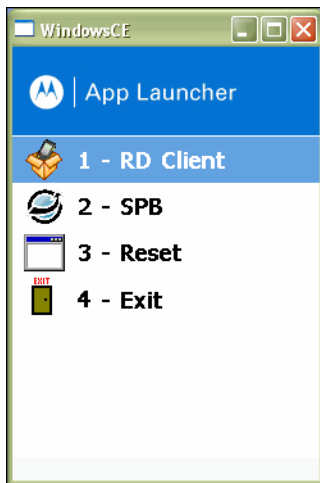 WindowsCE
App Launcher
1 - RD Client
2 - SPB
3 - Reset
EXIT
4 - Exit